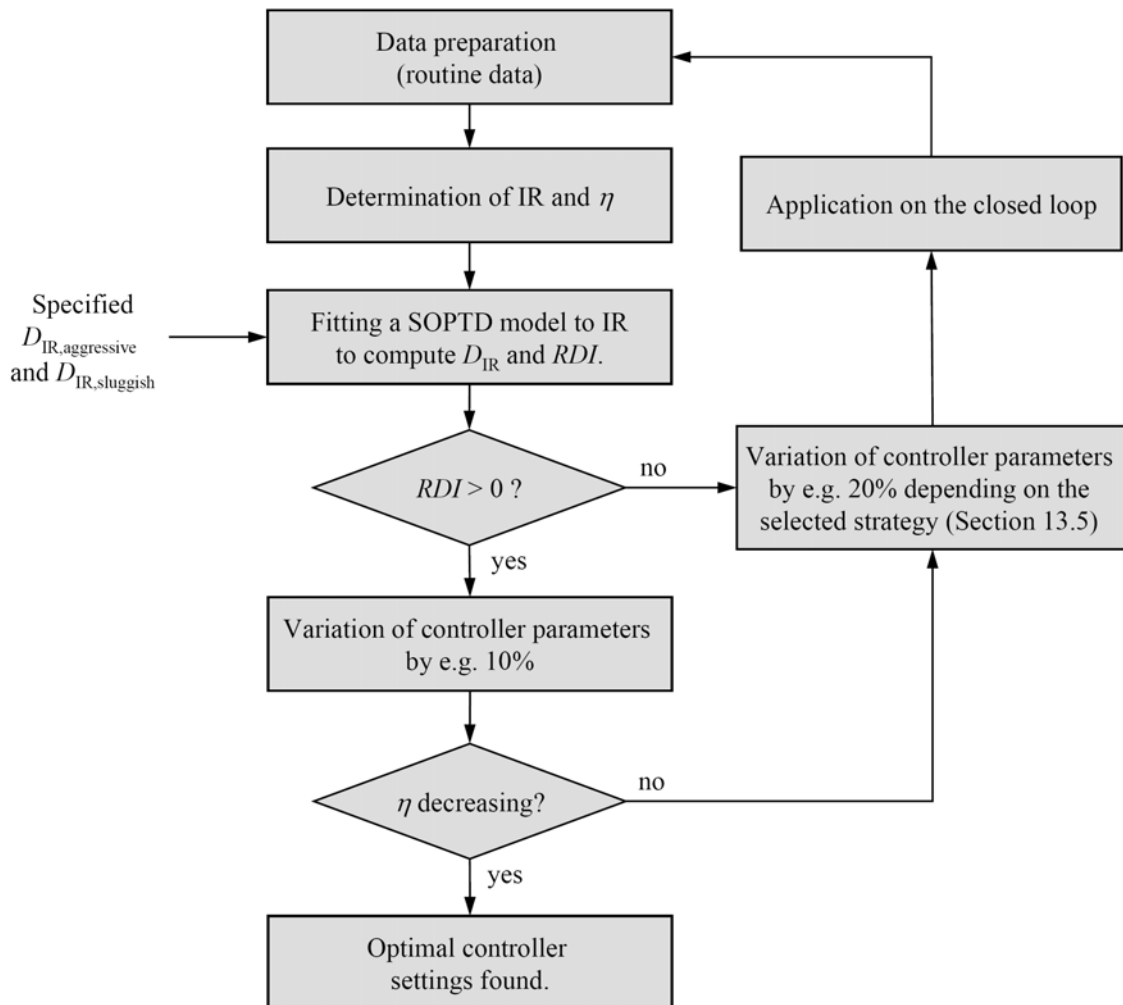 Data preparation
(routine data)
Determination of IR and η
Application on the closed loop
Specified
D_IR,aggressive
and D_IR,sluggish
Fitting a SOPTD model to IR
to compute D_IR and RDI.
RDI > 0 ?
no
Variation of controller parameters
by e.g. 20% depending on the
selected strategy (Section 13.5)
yes
Variation of controller parameters
by e.g. 10%
η decreasing?
no
yes
Optimal controller
settings found.